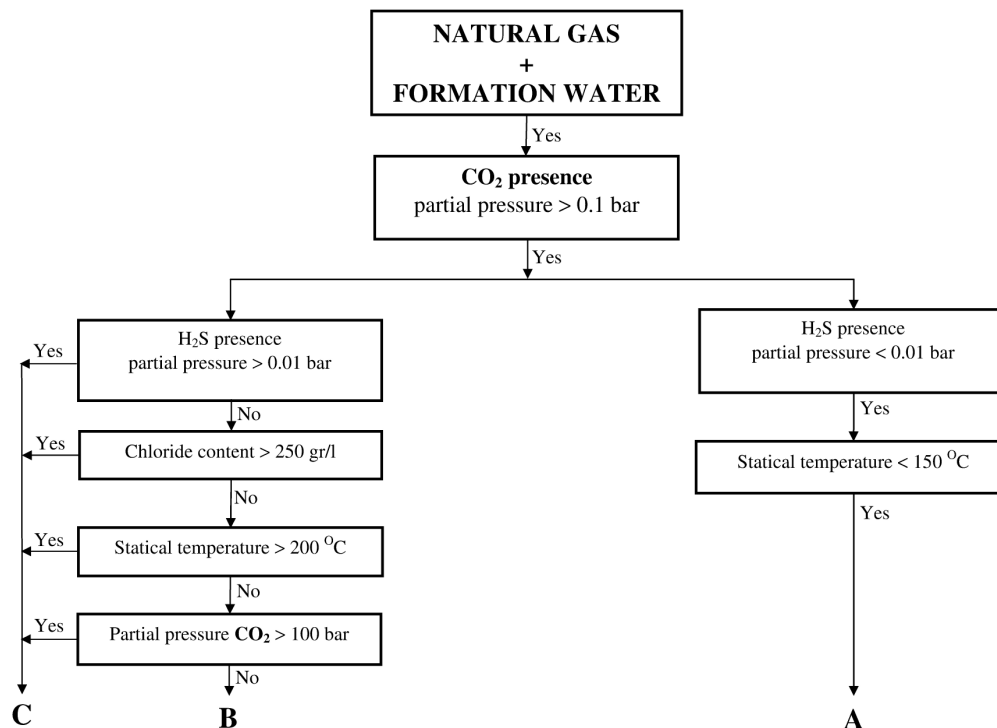 NATURAL GAS
+
FORMATION WATER
Yes
CO₂ presence
partial pressure > 0.1 bar
Yes
H₂S presence
partial pressure > 0.01 bar
Yes
No
Chloride content > 250 gr/l
Yes
No
Statical temperature > 200 ᴼC
Yes
No
Partial pressure CO₂ > 100 bar
Yes
No
C
B
H₂S presence
partial pressure < 0.01 bar
Yes
Statical temperature < 150 ᴼC
Yes
A